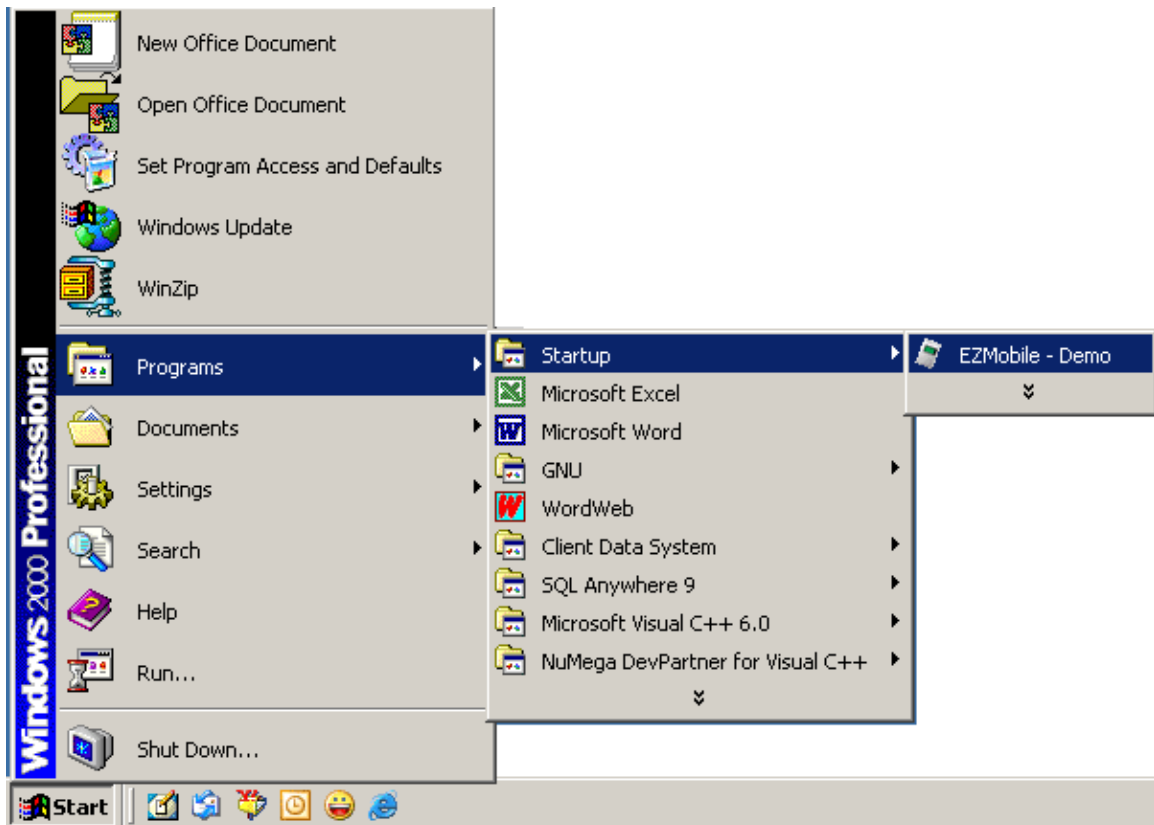 New Office Document
Open Office Document
Set Program Access and Defaults
Windows Update
WinZip
Programs
Documents
Settings
Search
Help
Run...
Shut Down...
Windows 2000 Professional
Startup
Microsoft Excel
Microsoft Word
GNU
WordWeb
Client Data System
SQL Anywhere 9
Microsoft Visual C++ 6.0
NuMega DevPartner for Visual C++
EZMobile - Demo
Start